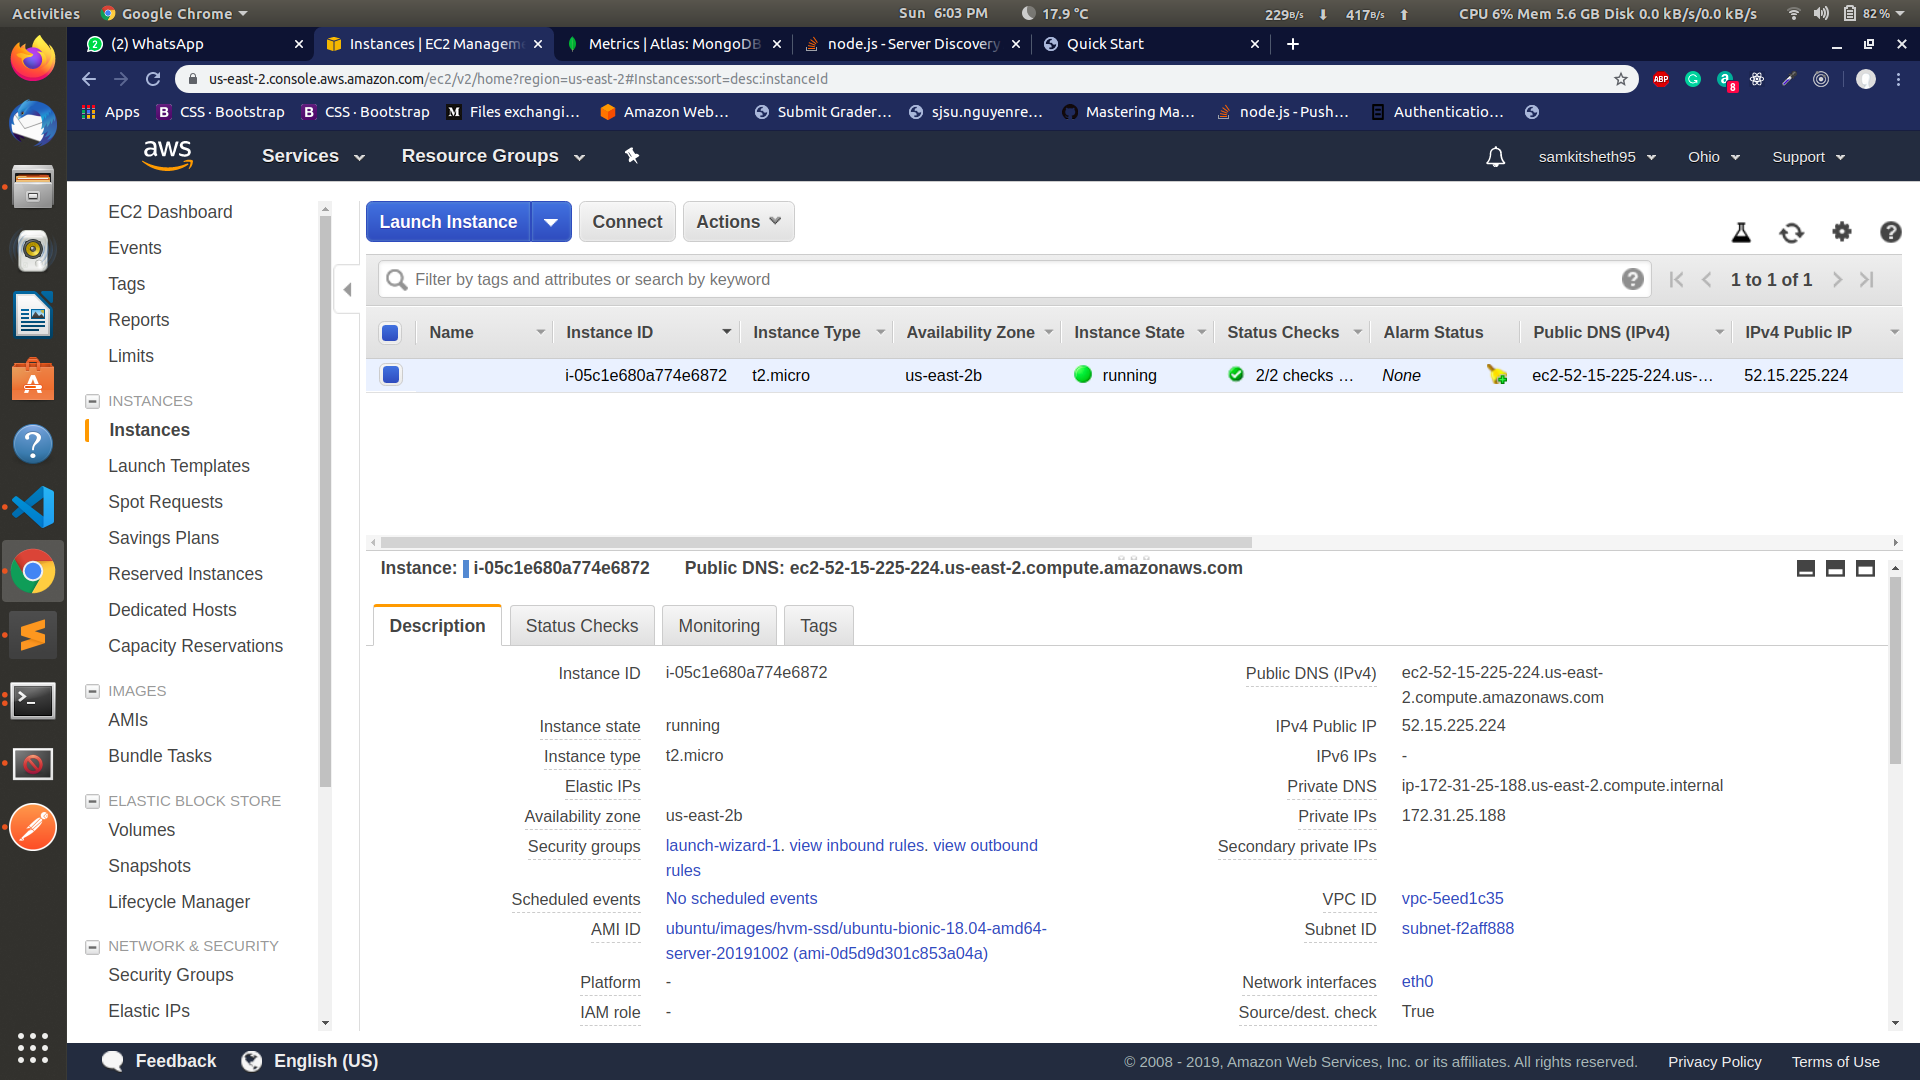 Activities
Google Chrome
Sun 6:03 PM
17.9 °C
229B/s
417B/s
CPU 6% Mem 5.6 GB Disk 0.0 kB/s/0.0 kB/s
82 %
(2) WhatsApp
Instances | EC2 Managem
Metrics | Atlas: MongoDB
node.js - Server Discovery
Quick Start
us-east-2.console.aws.amazon.com/ec2/v2/home?region=us-east-2#Instances:sort=desc:instanceId
ABP
8
Apps
CSS · Bootstrap
CSS · Bootstrap
Files exchangi...
Amazon Web...
Submit Grader...
sjsu.nguyenre...
Mastering Ma...
node.js - Push...
Authenticatio...
aws
Services
Resource Groups
samkitsheth95
Ohio
Support
EC2 Dashboard
Events
Tags
Reports
Limits
INSTANCES
Instances
Launch Templates
Spot Requests
Savings Plans
Reserved Instances
Dedicated Hosts
Capacity Reservations
IMAGES
AMIs
Bundle Tasks
ELASTIC BLOCK STORE
Volumes
Snapshots
Lifecycle Manager
NETWORK & SECURITY
Security Groups
Elastic IPs
Launch Instance
Connect
Actions
Filter by tags and attributes or search by keyword
1 to 1 of 1
Name
Instance ID
Instance Type
Availability Zone
Instance State
Status Checks
Alarm Status
Public DNS (IPv4)
IPv4 Public IP
i-05c1e680a774e6872
t2.micro
us-east-2b
running
2/2 checks ...
None
ec2-52-15-225-224.us-...
52.15.225.224
Instance: i-05c1e680a774e6872
Public DNS: ec2-52-15-225-224.us-east-2.compute.amazonaws.com
Description
Status Checks
Monitoring
Tags
Instance ID
i-05c1e680a774e6872
Public DNS (IPv4)
ec2-52-15-225-224.us-east-
2.compute.amazonaws.com
Instance state
running
IPv4 Public IP
52.15.225.224
Instance type
t2.micro
IPv6 IPs
-
Elastic IPs
Private DNS
ip-172-31-25-188.us-east-2.compute.internal
Availability zone
us-east-2b
Private IPs
172.31.25.188
Security groups
launch-wizard-1. view inbound rules. view outbound
rules
Secondary private IPs
Scheduled events
No scheduled events
VPC ID
vpc-5eed1c35
AMI ID
ubuntu/images/hvm-ssd/ubuntu-bionic-18.04-amd64-
server-20191002 (ami-0d5d9d301c853a04a)
Subnet ID
subnet-f2aff888
Platform
-
Network interfaces
eth0
IAM role
-
Source/dest. check
True
Feedback
English (US)
© 2008 - 2019, Amazon Web Services, Inc. or its affiliates. All rights reserved.
Privacy Policy
Terms of Use